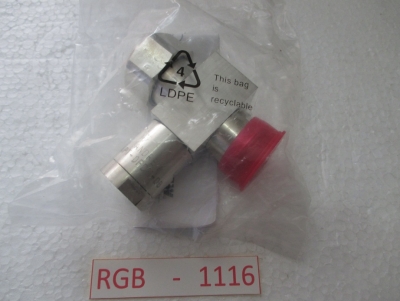 4
LDPE
This bag
is
recyclable
RGB - 1116